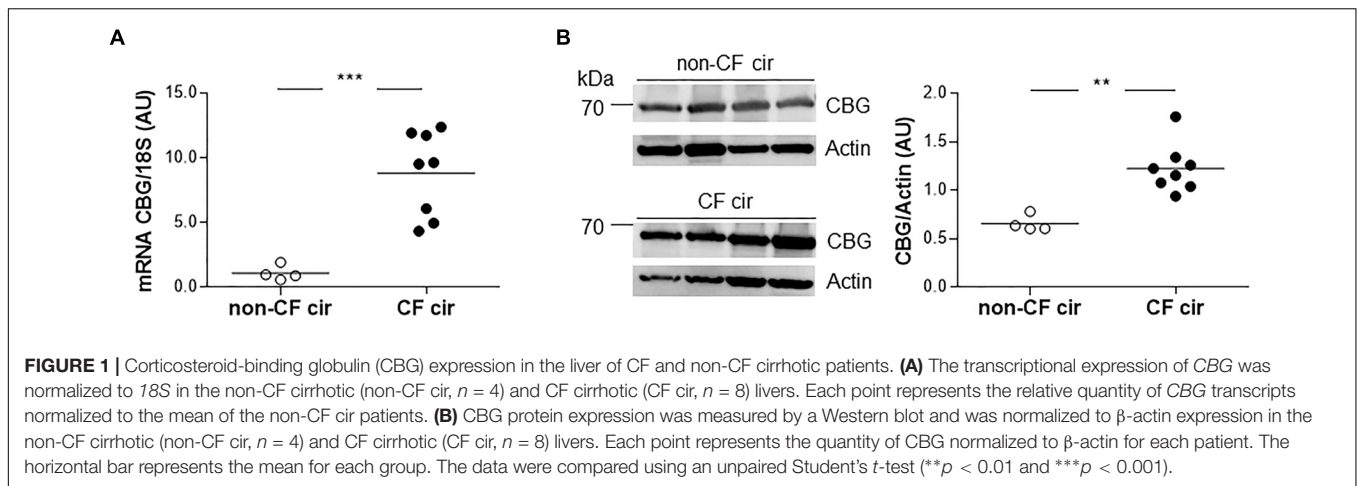 A
mRNA CBG/18S (AU)
15.0
10.0
5.0
0.0
***
non-CF cir
CF cir
B
non-CF cir
kDa
70
CBG
Actin
CF cir
70
CBG
Actin
CBG/Actin (AU)
2.0
1.5
1.0
0.5
0.0
**
non-CF cir
CF cir
FIGURE 1 | Corticosteroid-binding globulin (CBG) expression in the liver of CF and non-CF cirrhotic patients. (A) The transcriptional expression of CBG was
normalized to 18S in the non-CF cirrhotic (non-CF cir, n = 4) and CF cirrhotic (CF cir, n = 8) livers. Each point represents the relative quantity of CBG transcripts
normalized to the mean of the non-CF cir patients. (B) CBG protein expression was measured by a Western blot and was normalized to β-actin expression in the
non-CF cirrhotic (non-CF cir, n = 4) and CF cirrhotic (CF cir, n = 8) livers. Each point represents the quantity of CBG normalized to β-actin for each patient. The
horizontal bar represents the mean for each group. The data were compared using an unpaired Student's t-test (**p < 0.01 and ***p < 0.001).